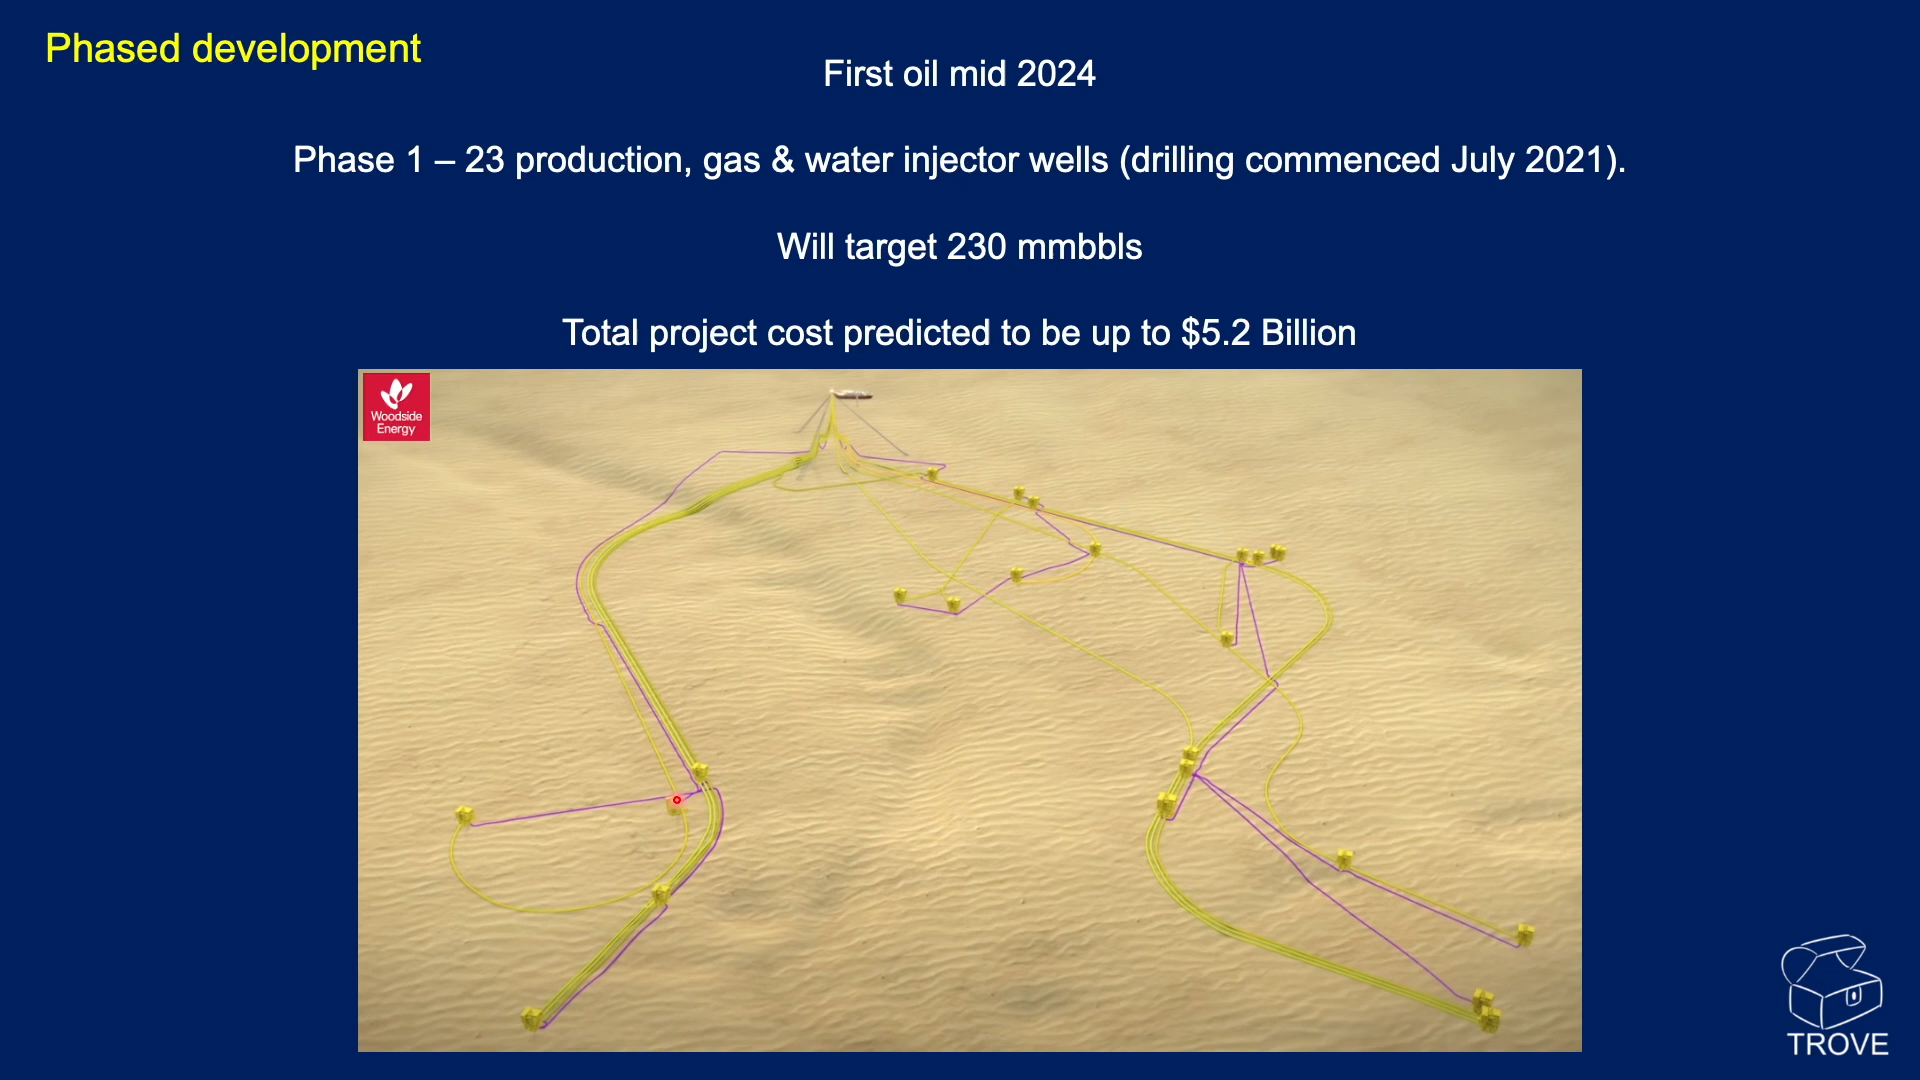 Phased development
First oil mid 2024
Phase 1 – 23 production, gas & water injector wells (drilling commenced July 2021).
Will target 230 mmbbls
Total project cost predicted to be up to $5.2 Billion
Woodside
Energy
TROVE